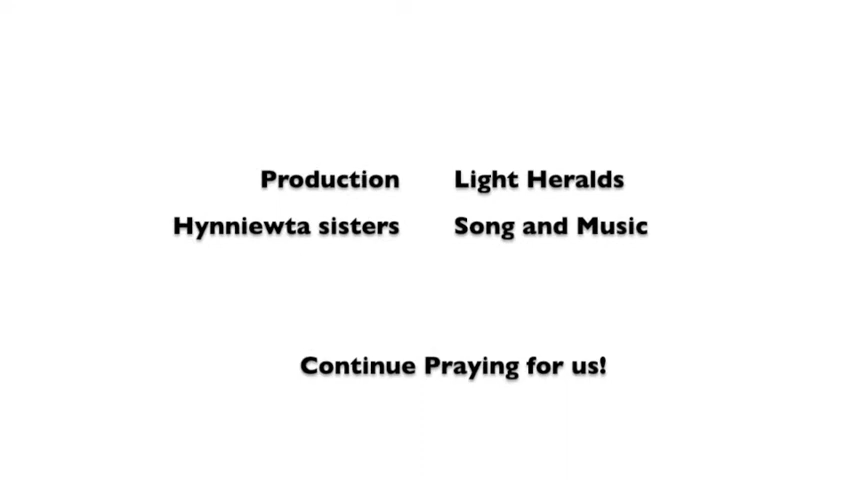 Production Light Heralds
Hynniewta sisters Song and Music
Continue Praying for us!